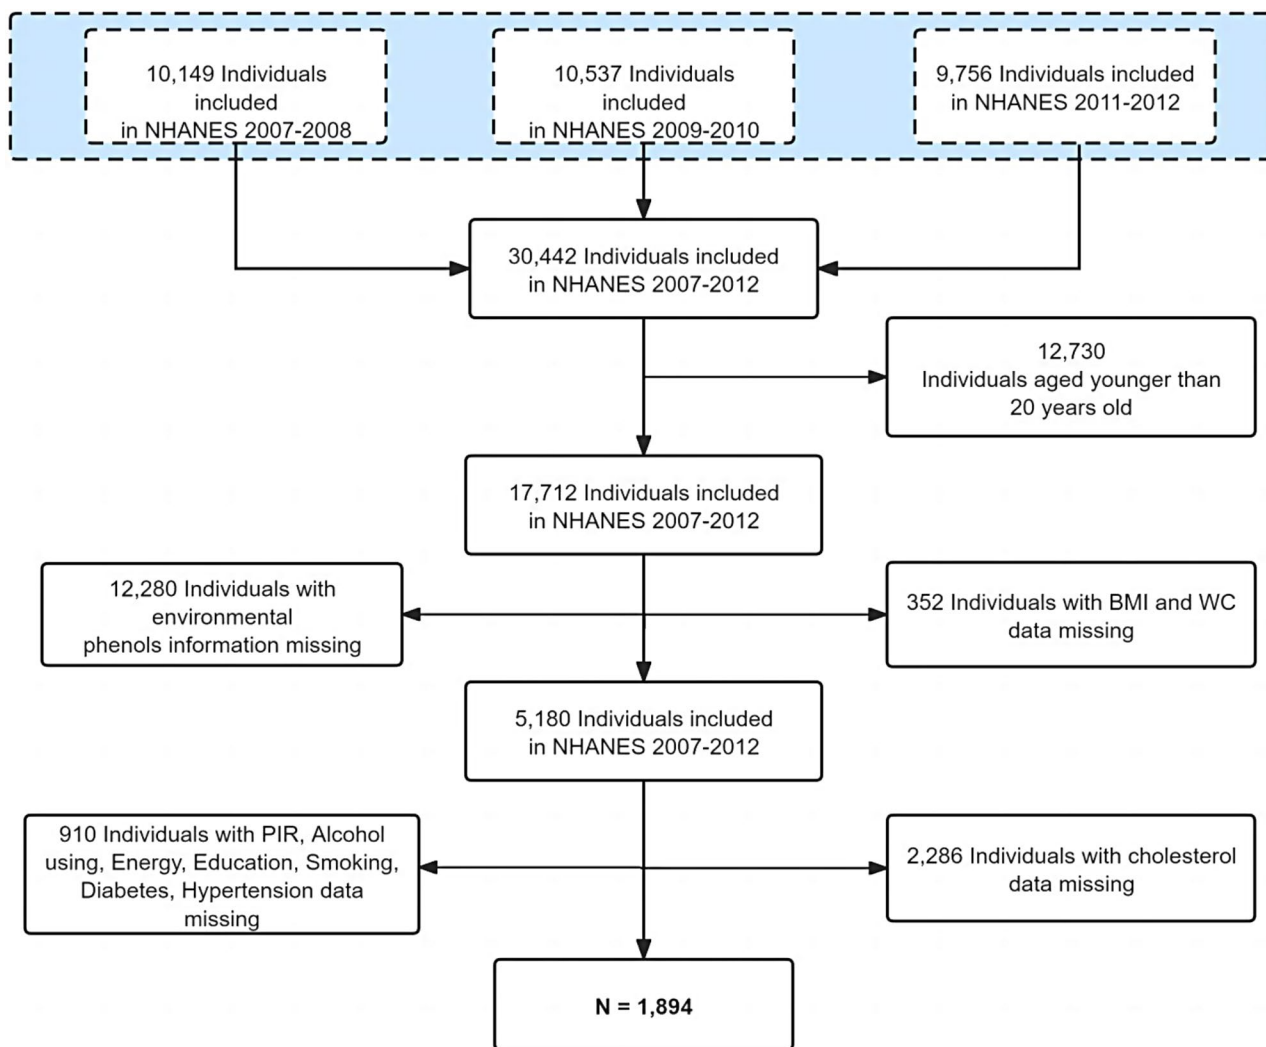 10,149 Individuals
included
in NHANES 2007-2008
10,537 Individuals
included
in NHANES 2009-2010
9,756 Individuals included
in NHANES 2011-2012
30,442 Individuals included
in NHANES 2007-2012
12,730
Individuals aged younger than
20 years old
17,712 Individuals included
in NHANES 2007-2012
12,280 Individuals with
environmental
phenols information missing
352 Individuals with BMI and WC
data missing
5,180 Individuals included
in NHANES 2007-2012
910 Individuals with PIR, Alcohol
using, Energy, Education, Smoking,
Diabetes, Hypertension data
missing
2,286 Individuals with cholesterol
data missing
N = 1,894